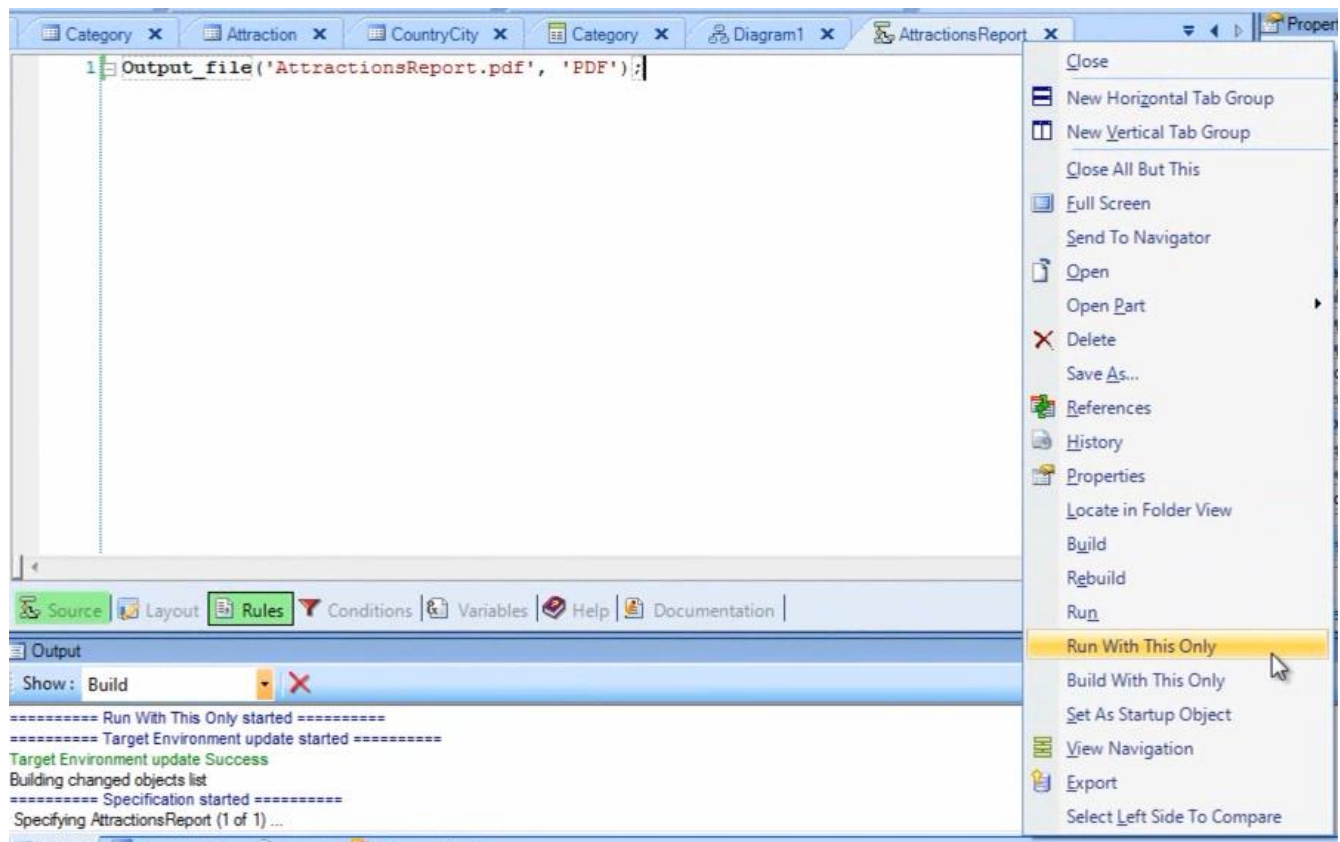 Category
Attraction
CountryCity
Category
Diagram1
AttractionsReport
1 Output_file('AttractionsReport.pdf', 'PDF');
Close
New Horizontal Tab Group
New Vertical Tab Group
Close All But This
Full Screen
Send To Navigator
Open
Open Part
Delete
Save As...
References
History
Properties
Locate in Folder View
Build
Rebuild
Run
Run With This Only
Build With This Only
Set As Startup Object
View Navigation
Export
Select Left Side To Compare
Source
Layout
Rules
Conditions
Variables
Help
Documentation
Output
Show: Build
========== Run With This Only started ==========
========== Target Environment update started ==========
Target Environment update Success
Building changed objects list
========== Specification started ==========
Specifying AttractionsReport (1 of 1) ...